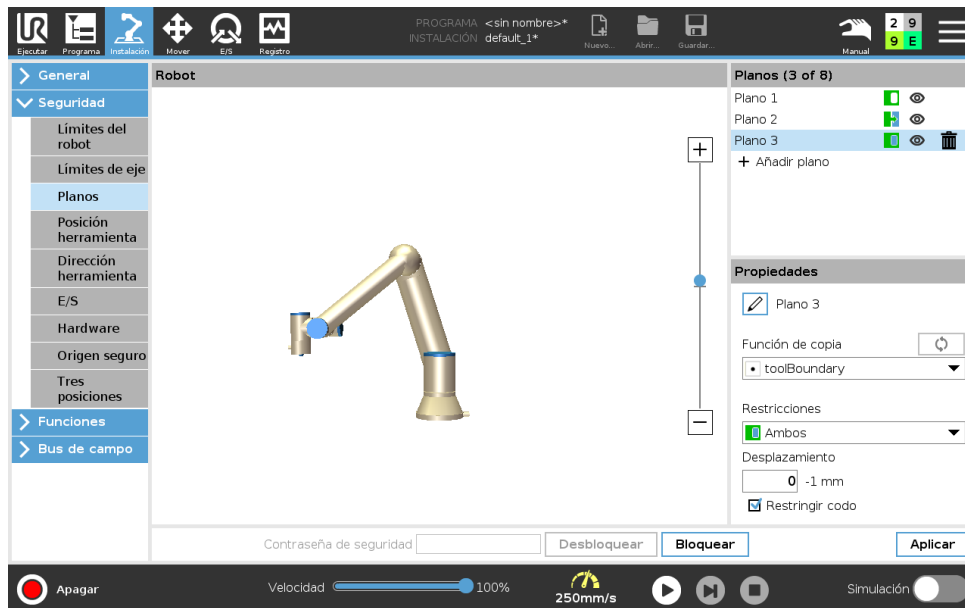 PROGRAMA <sin nombre>*
INSTALACIÓN default_1*
Ejecutar
Programa
Instalación
Mover
E/S
Registro
Nuevo...
Abrir...
Guardar...
Manual
2 9
9 E
General
Seguridad
Límites del
robot
Límites de eje
Planos
Posición
herramienta
Dirección
herramienta
E/S
Hardware
Origen seguro
Tres
posiciones
Funciones
Bus de campo
Robot
Planos (3 of 8)
Plano 1
Plano 2
Plano 3
+ Añadir plano
Propiedades
Plano 3
Función de copia
toolBoundary
Restricciones
Ambos
Desplazamiento
0 -1 mm
Restringir codo
Contraseña de seguridad
Desbloquear
Bloquear
Aplicar
Apagar
Velocidad
100%
250mm/s
Simulación